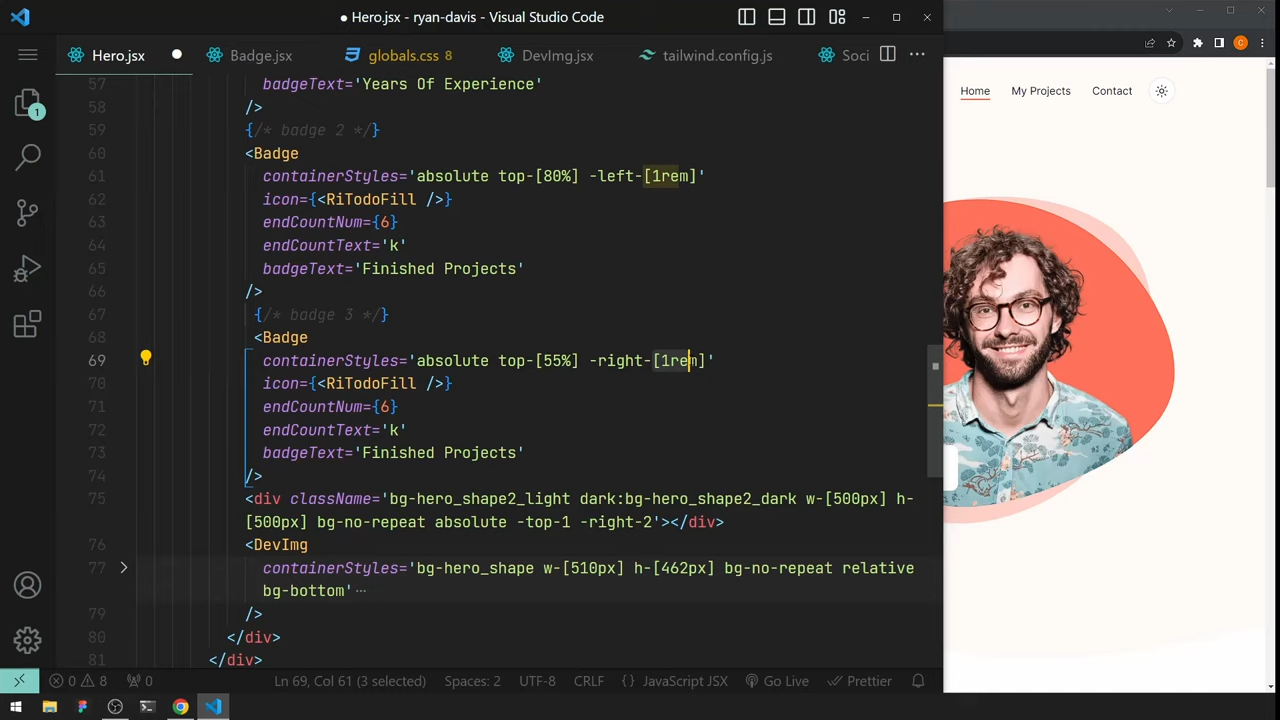 ● Hero.jsx - ryan-davis - Visual Studio Code
Hero.jsx
Badge.jsx
globals.css 8
DevImg.jsx
tailwind.config.js
Soci
57 badgeText='Years Of Experience'
58 />
59 {/* badge 2 */}
60 <Badge
61 containerStyles='absolute top-[80%] -left-[1rem]'
62 icon={<RiTodoFill />}
63 endCountNum={6}
64 endCountText='k'
65 badgeText='Finished Projects'
66 />
67 {/* badge 3 */}
68 <Badge
69 containerStyles='absolute top-[55%] -right-[1rem]'
70 icon={<RiTodoFill />}
71 endCountNum={6}
72 endCountText='k'
73 badgeText='Finished Projects'
74 />
75 <div className='bg-hero_shape2_light dark:bg-hero_shape2_dark w-[500px] h-
[500px] bg-no-repeat absolute -top-1 -right-2'></div>
76 <DevImg
77 containerStyles='bg-hero_shape w-[510px] h-[462px] bg-no-repeat relative
bg-bottom'
79 />
80 </div>
81 </div>
1
0 8 0
Ln 69, Col 61 (3 selected)
Spaces: 2
UTF-8
CRLF
{} JavaScript JSX
Go Live
Prettier
C
Home
My Projects
Contact